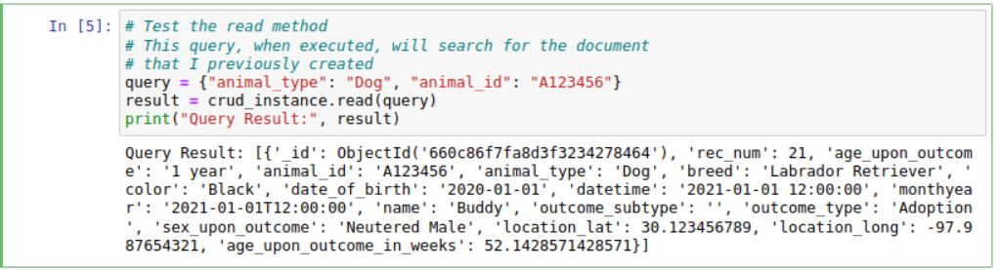 In [5]:
# Test the read method
# This query, when executed, will search for the document
# that I previously created
query = {"animal_type": "Dog", "animal_id": "A123456"}
result = crud_instance.read(query)
print("Query Result:", result)
Query Result: [{'_id': ObjectId('660c86f7fa8d3f3234278464'), 'rec_num': 21, 'age_upon_outcom
e': '1 year', 'animal_id': 'A123456', 'animal_type': 'Dog', 'breed': 'Labrador Retriever', '
color': 'Black', 'date_of_birth': '2020-01-01', 'datetime': '2021-01-01 12:00:00', 'monthyea
r': '2021-01-01T12:00:00', 'name': 'Buddy', 'outcome_subtype': '', 'outcome_type': 'Adoption
', 'sex_upon_outcome': 'Neutered Male', 'location_lat': 30.123456789, 'location_long': -97.9
87654321, 'age_upon_outcome_in_weeks': 52.1428571428571}]